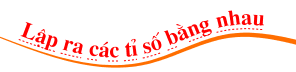 Lập ra các tỉ số bằng nhau